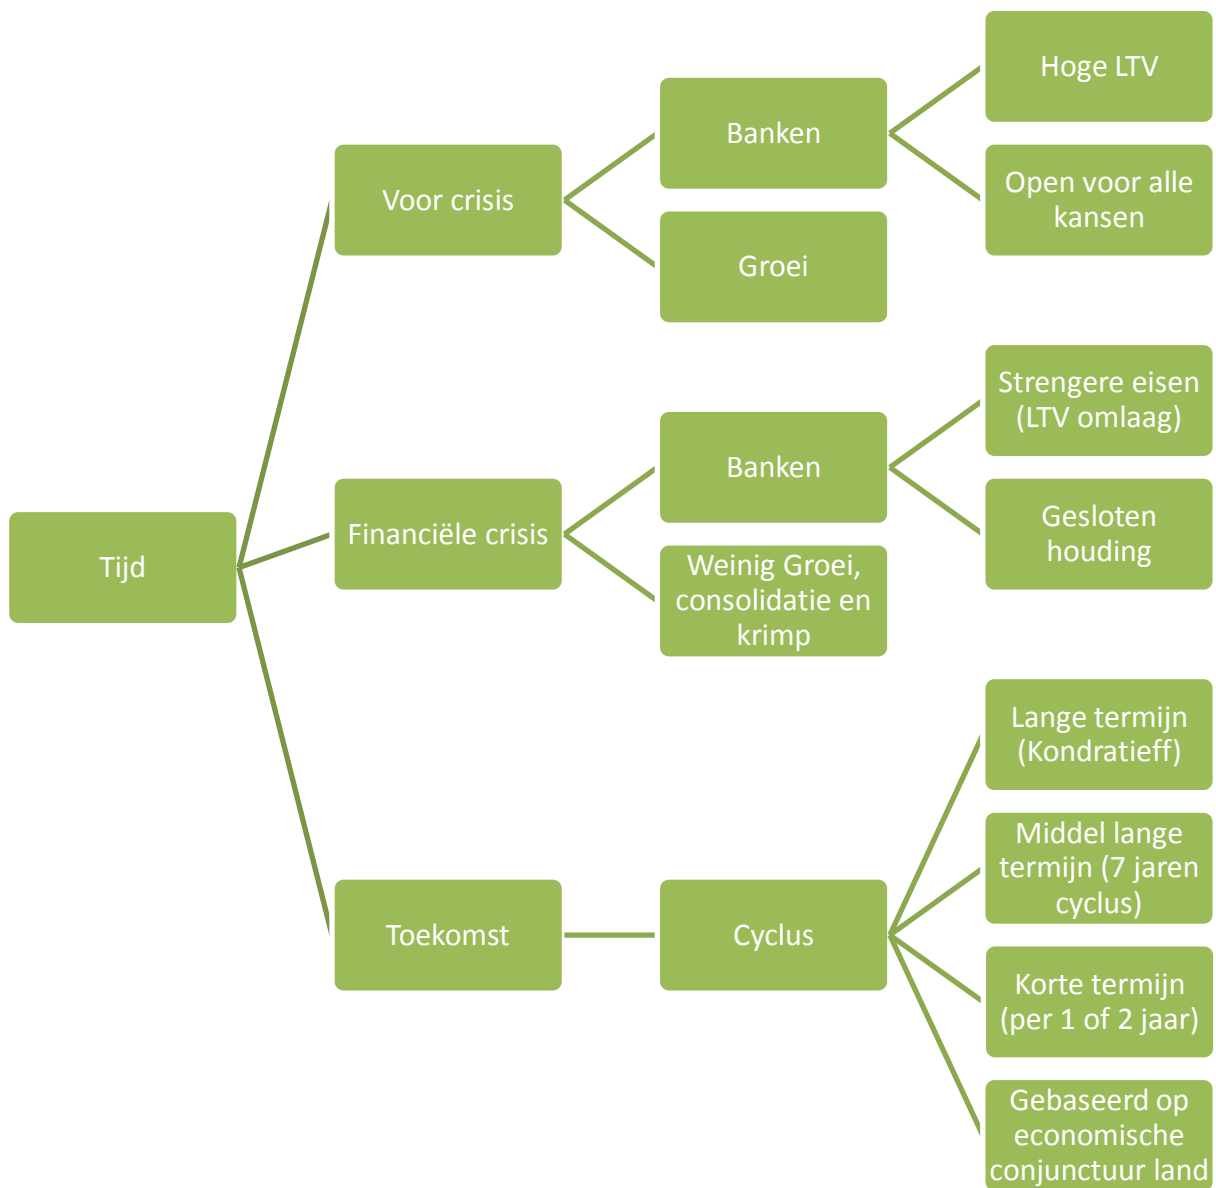 Tijd
Voor crisis
Banken
Hoge LTV
Open voor alle
kansen
Groei
Financiële crisis
Banken
Strengere eisen
(LTV omlaag)
Gesloten
houding
Weinig Groei,
consolidatie en
krimp
Toekomst
Cyclus
Lange termijn
(Kondratieff)
Middel lange
termijn (7 jaren
cyclus)
Korte termijn
(per 1 of 2 jaar)
Gebaseerd op
economische
conjunctuur land